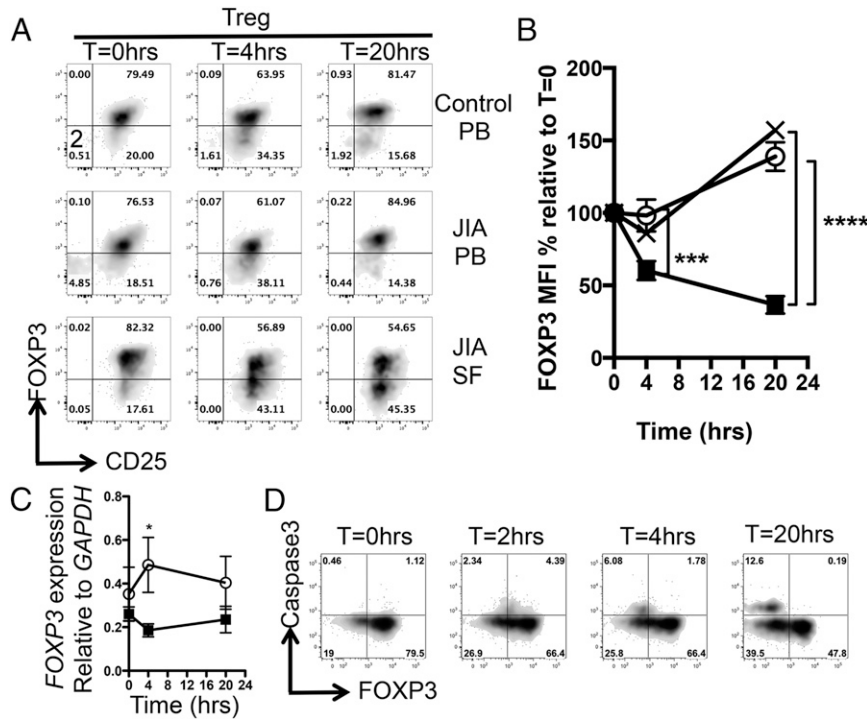 A
Treg
T=0hrs T=4hrs T=20hrs
0.00 79.49 0.09 63.95 0.93 81.47
Control
PB
2
0.51 20.00 1.61 34.35 1.92 15.68
0.10 76.53 0.07 61.07 0.22 84.96
JIA
PB
4.85 18.51 0.76 38.11 0.44 14.38
0.02 82.32 0.00 56.89 0.00 54.65
JIA
SF
0.05 17.61 0.00 43.11 0.00 45.35
FOXP3
CD25
B
FOXP3 MFI % relative to T=0
200
150
100
50
0
***
****
0 4 8 12 16 20 24
Time (hrs)
C
FOXP3 expression
Relative to GAPDH
0.8
0.6
0.4
0.2
0.0
*
0 4 8 12 16 20 24
Time (hrs)
D
Caspase3
T=0hrs T=2hrs T=4hrs T=20hrs
0.46 1.12 2.34 4.39 6.08 1.78 12.6 0.19
19 79.5 26.9 66.4 25.8 66.4 39.5 47.8
FOXP3